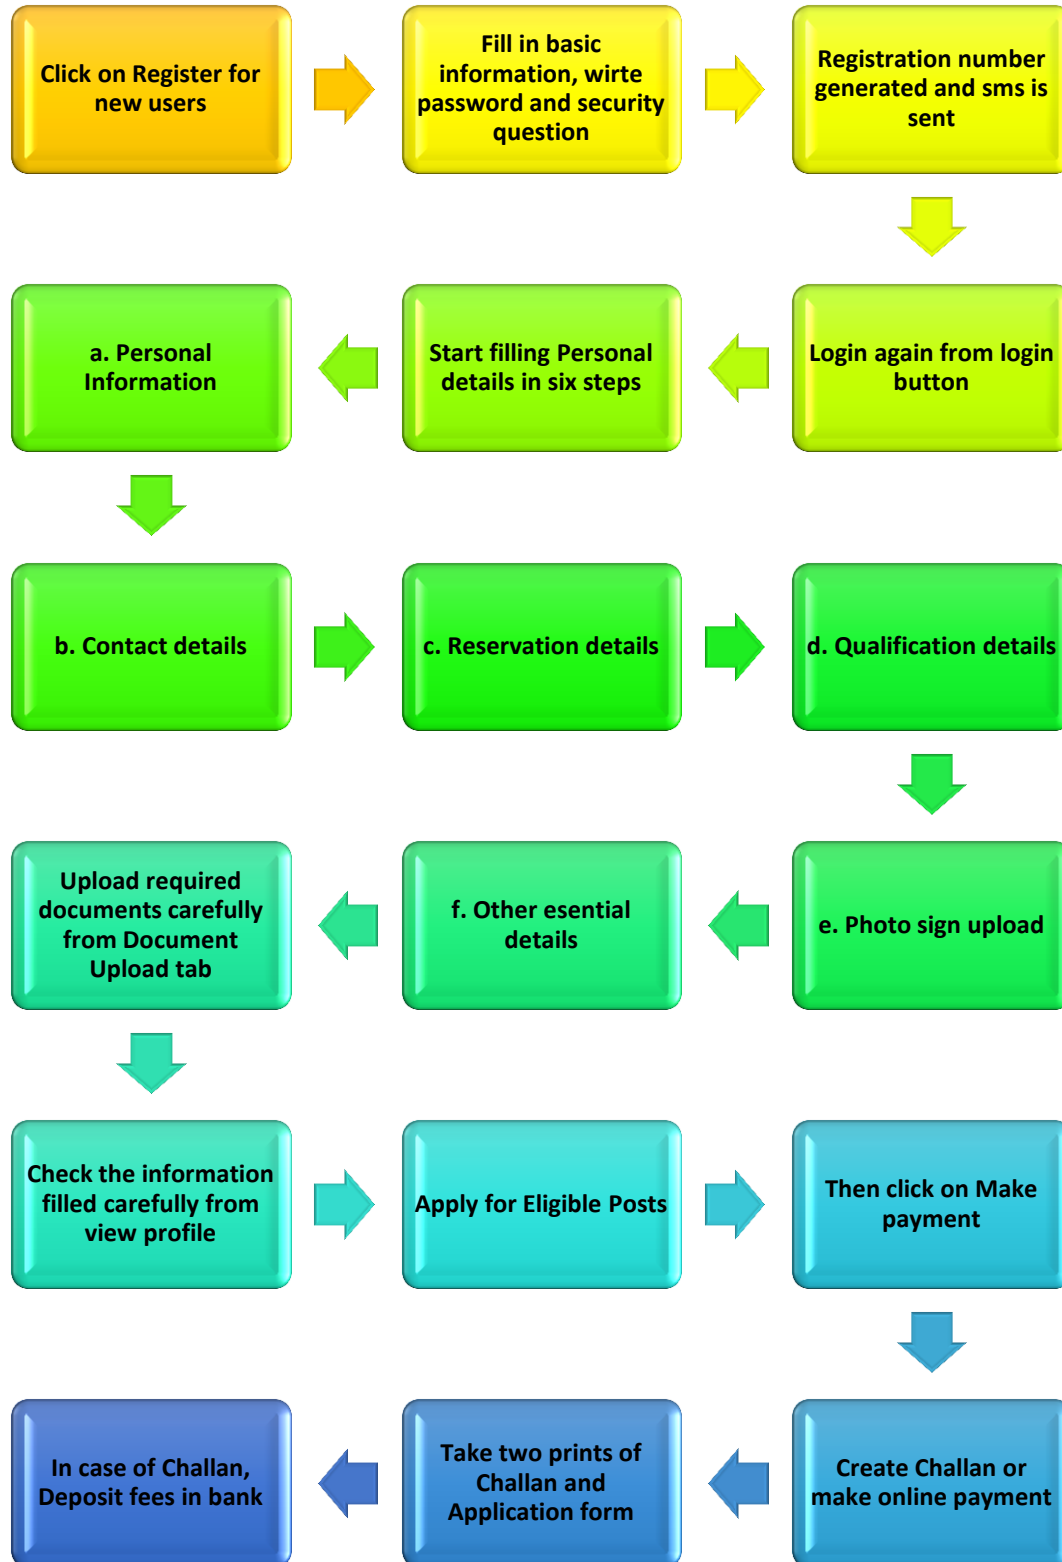 Click on Register for
new users
Fill in basic
information, wirte
password and security
question
Registration number
generated and sms is
sent
Login again from login
button
Start filling Personal
details in six steps
a. Personal
Information
b. Contact details
c. Reservation details
d. Qualification details
e. Photo sign upload
f. Other esential
details
Upload required
documents carefully
from Document
Upload tab
Check the information
filled carefully from
view profile
Apply for Eligible Posts
Then click on Make
payment
Create Challan or
make online payment
Take two prints of
Challan and
Application form
In case of Challan,
Deposit fees in bank